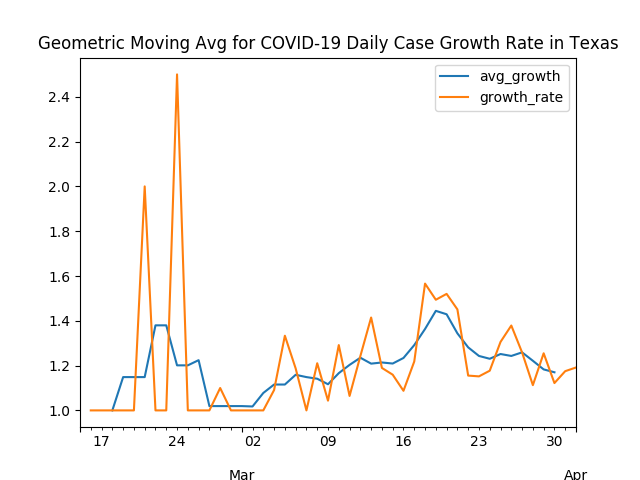 Geometric Moving Avg for COVID-19 Daily Case Growth Rate in Texas
avg_growth
growth_rate
2.4
2.2
2.0
1.8
1.6
1.4
1.2
1.0
17 24 02 09 16 23 30
Mar Apr